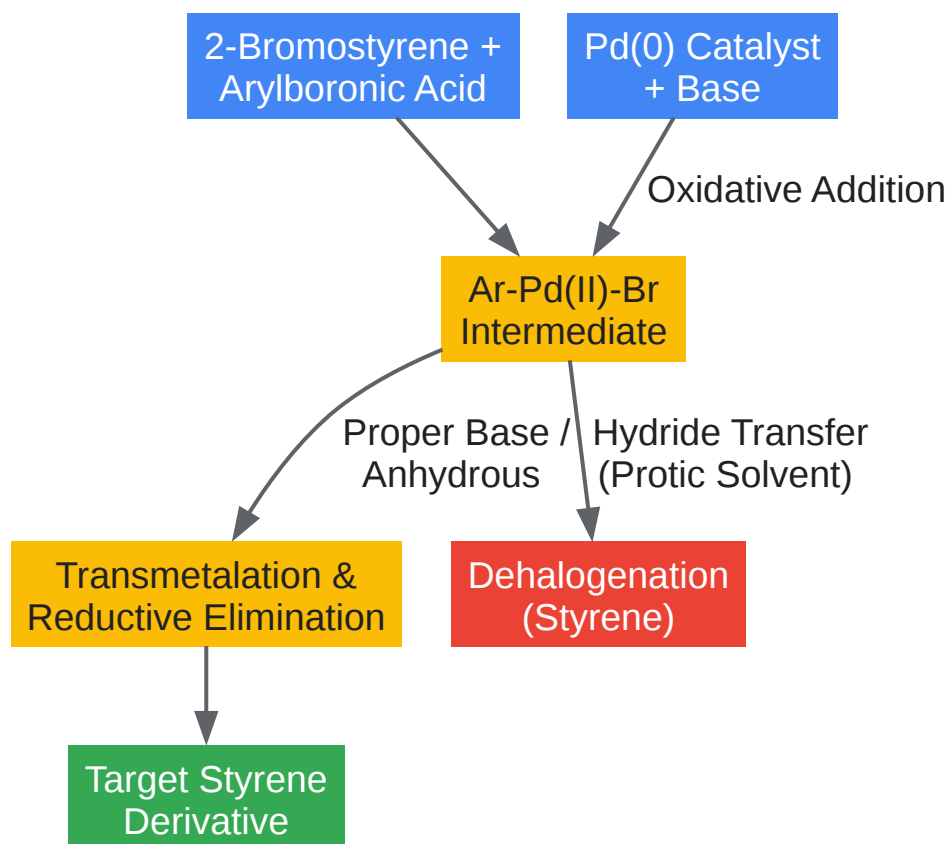 2-Bromostyrene +
Arylboronic Acid
Pd(0) Catalyst
+ Base
Oxidative Addition
Ar-Pd(II)-Br
Intermediate
Proper Base /
Anhydrous
Hydride Transfer
(Protic Solvent)
Transmetalation &
Reductive Elimination
Dehalogenation
(Styrene)
Target Styrene
Derivative